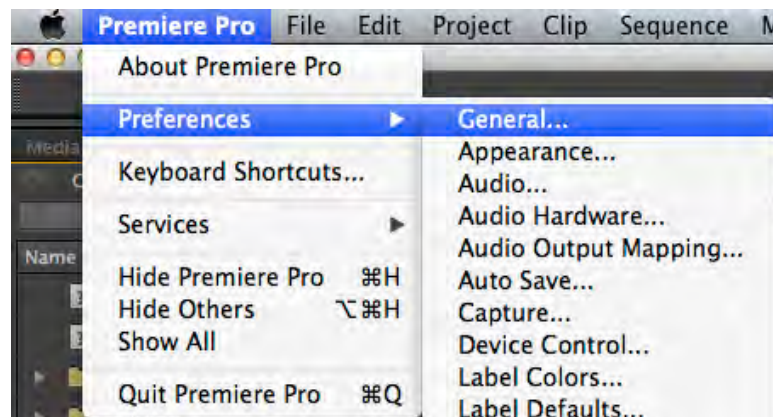 Premiere Pro File Edit Project Clip Sequence
About Premiere Pro
Preferences
Keyboard Shortcuts...
Services
Hide Premiere Pro ⌘H
Hide Others ⌥⌘H
Show All
Quit Premiere Pro ⌘Q
General...
Appearance...
Audio...
Audio Hardware...
Audio Output Mapping...
Auto Save...
Capture...
Device Control...
Label Colors...
Label Defaults...
Media
Name